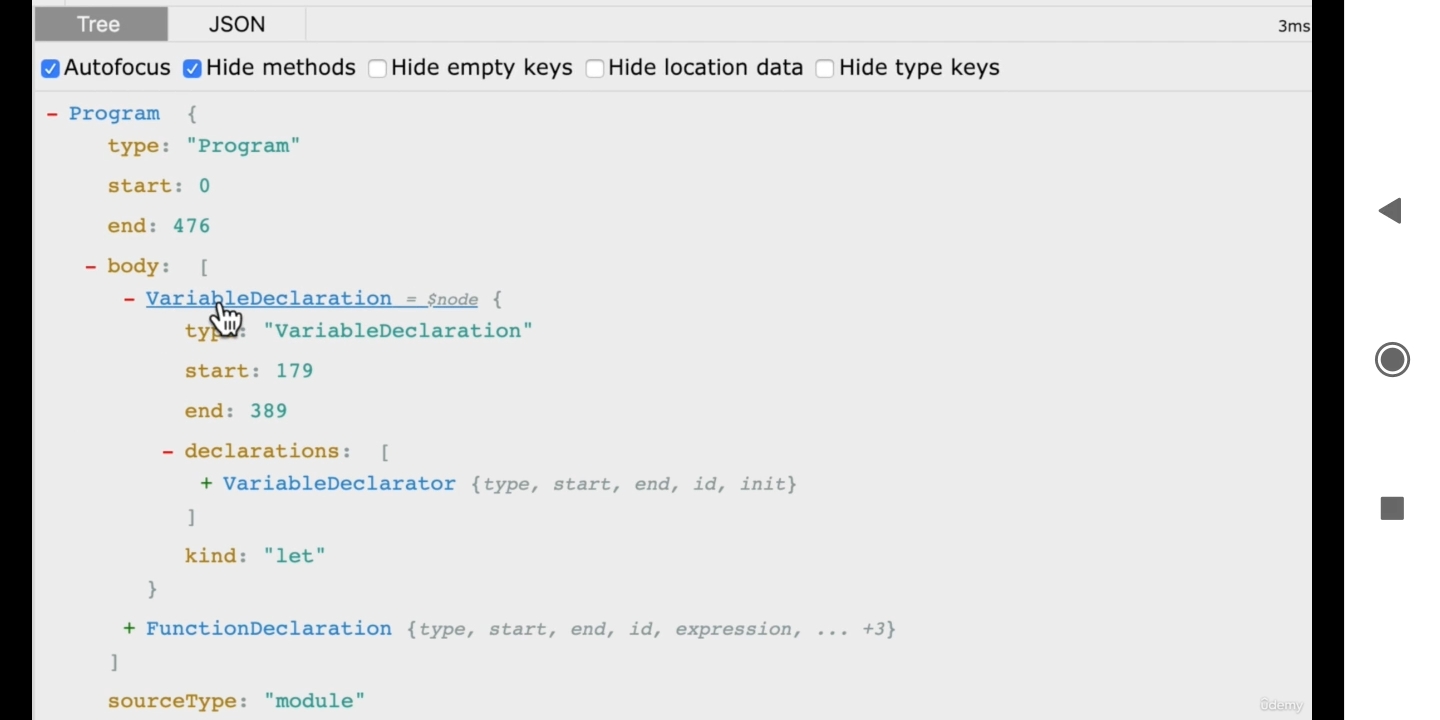 Tree JSON 3ms
Autofocus Hide methods Hide empty keys Hide location data Hide type keys
- Program {
type: "Program"
start: 0
end: 476
- body: [
- VariableDeclaration = $node {
type: "VariableDeclaration"
start: 179
end: 389
- declarations: [
+ VariableDeclarator {type, start, end, id, init}
]
kind: "let"
}
+ FunctionDeclaration {type, start, end, id, expression, ... +3}
]
sourceType: "module"
ûdemy